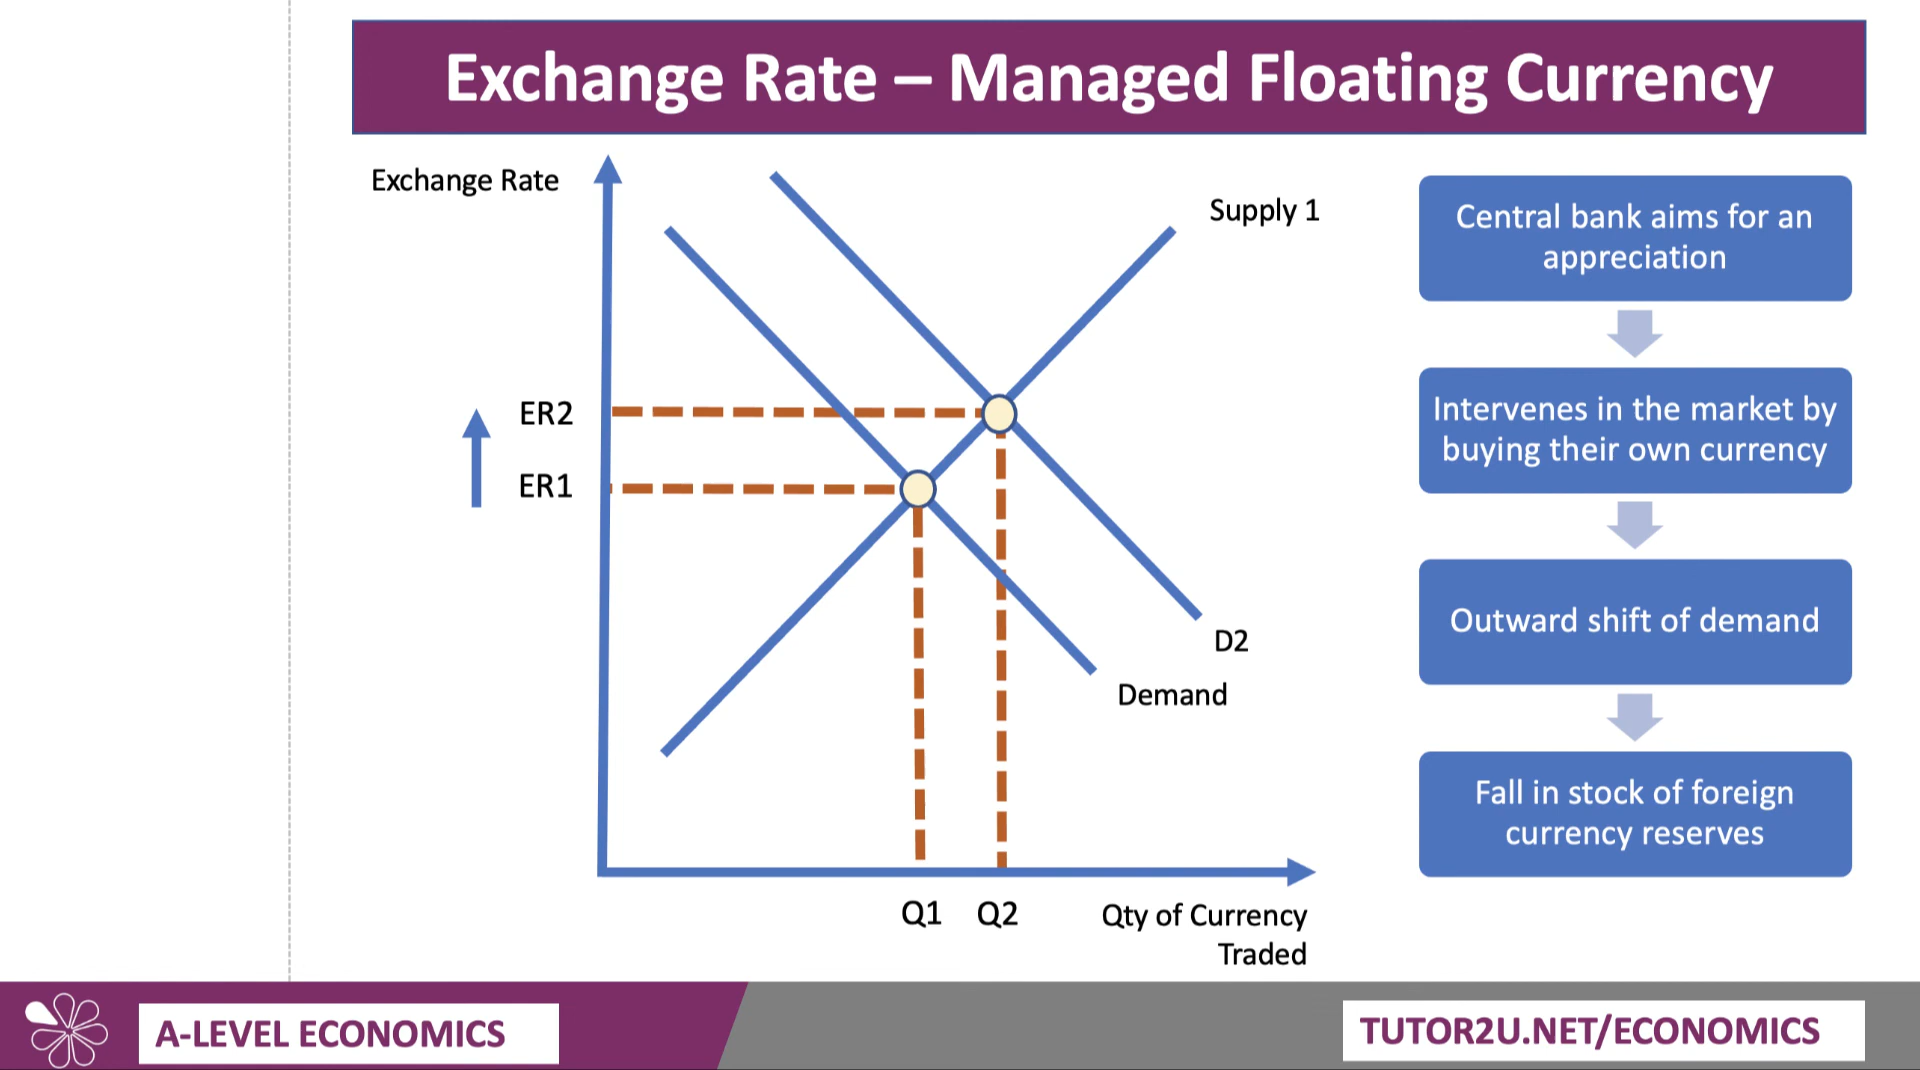 Exchange Rate – Managed Floating Currency
Exchange Rate
Supply 1
ER2
ER1
D2
Demand
Q1
Q2
Qty of Currency
Traded
Central bank aims for an
appreciation
Intervenes in the market by
buying their own currency
Outward shift of demand
Fall in stock of foreign
currency reserves
A-LEVEL ECONOMICS
TUTOR2U.NET/ECONOMICS